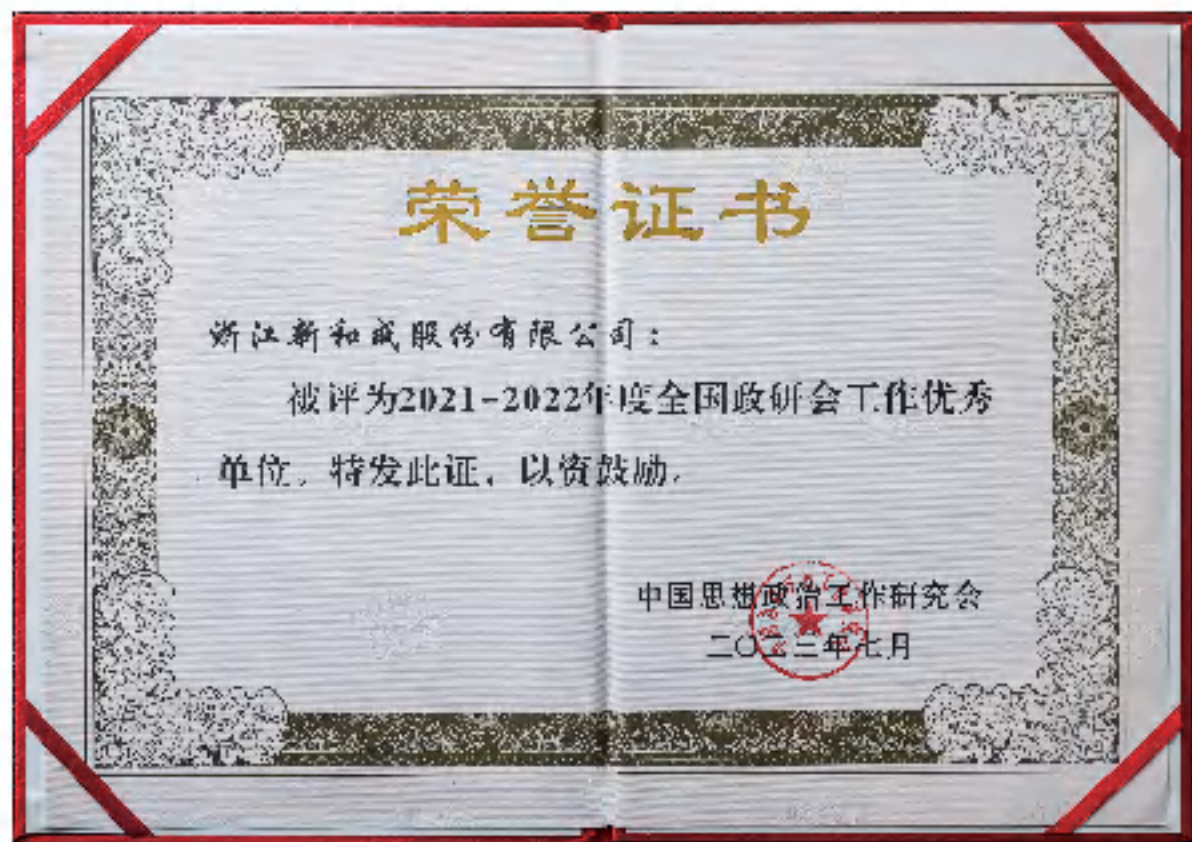 荣誉证书
浙江新和成股份有限公司：
被评为2021-2022年度全国政研会工作优秀
单位。特发此证，以资鼓励。
中国思想政治工作研究会
二〇二三年七月